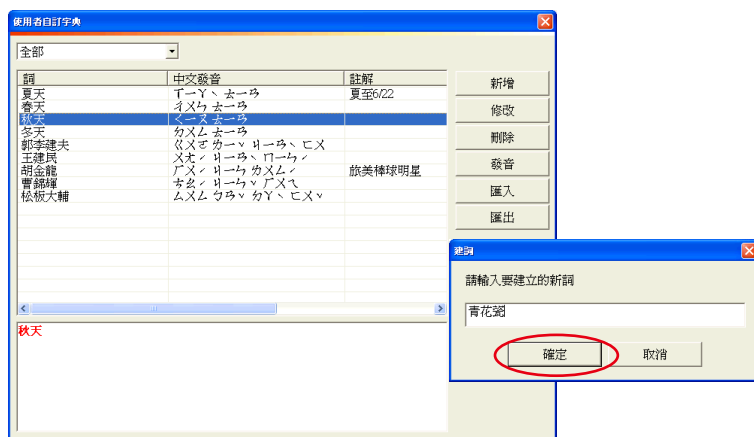 使用者自訂字典
全部
詞 中文發音 註解
夏天 ㄒㄧㄚˋ ㄊㄧㄢ 夏至6/22
春天 ㄔㄨㄣ ㄊㄧㄢ
秋天 ㄑㄧㄡ ㄊㄧㄢ
冬天 ㄉㄨㄥ ㄊㄧㄢ
郭李建夫 ㄍㄨㄛ ㄌㄧˇ ㄐㄧㄢˋ ㄈㄨ
王建民 ㄨㄤˊ ㄐㄧㄢˋ ㄇㄧㄣˊ
胡金龍 ㄏㄨˊ ㄐㄧㄣ ㄌㄨㄥˊ 旅美棒球明星
曹錦輝 ㄘㄠˊ ㄐㄧㄣˇ ㄏㄨㄟ
松板大輔 ㄙㄨㄥ ㄅㄢˇ ㄉㄚˋ ㄈㄨˇ
新增
修改
刪除
發音
匯入
匯出
秋天
建詞
請輸入要建立的新詞
青花瓷
確定 取消